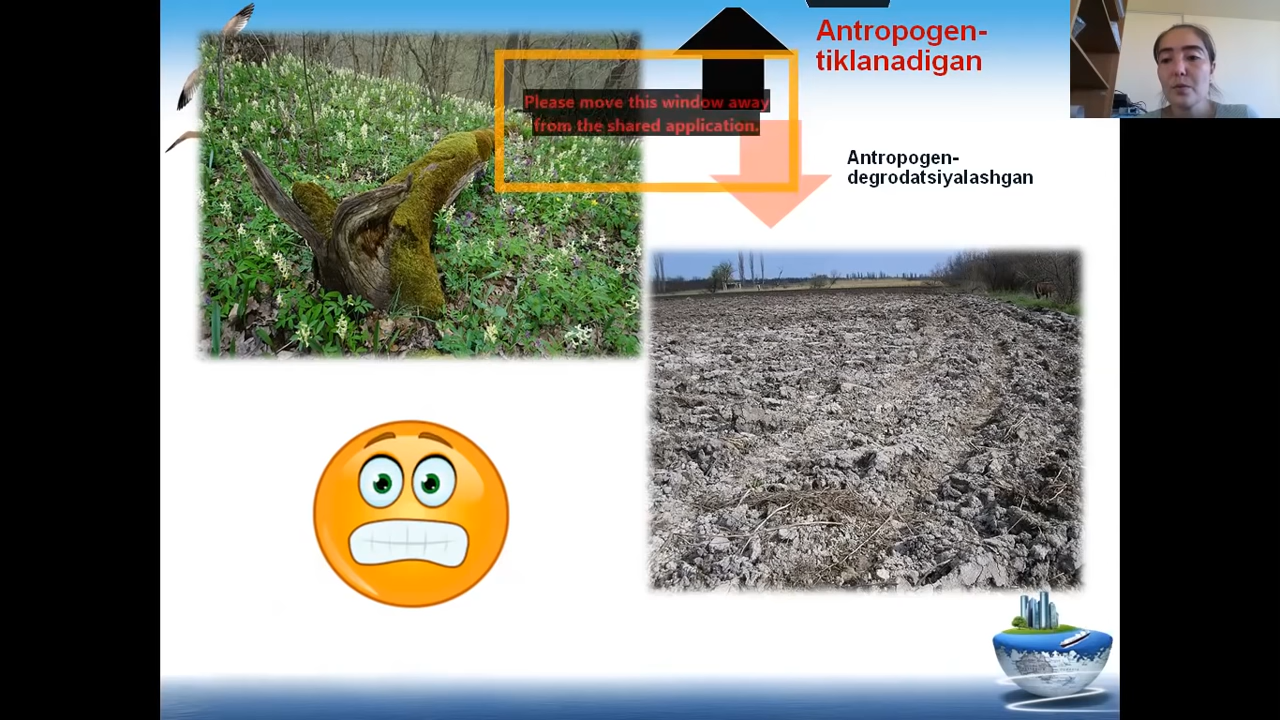 Antropogen-
tiklanadigan
Please move this window away
from the shared application.
Antropogen-
degrodatsiyalashgan